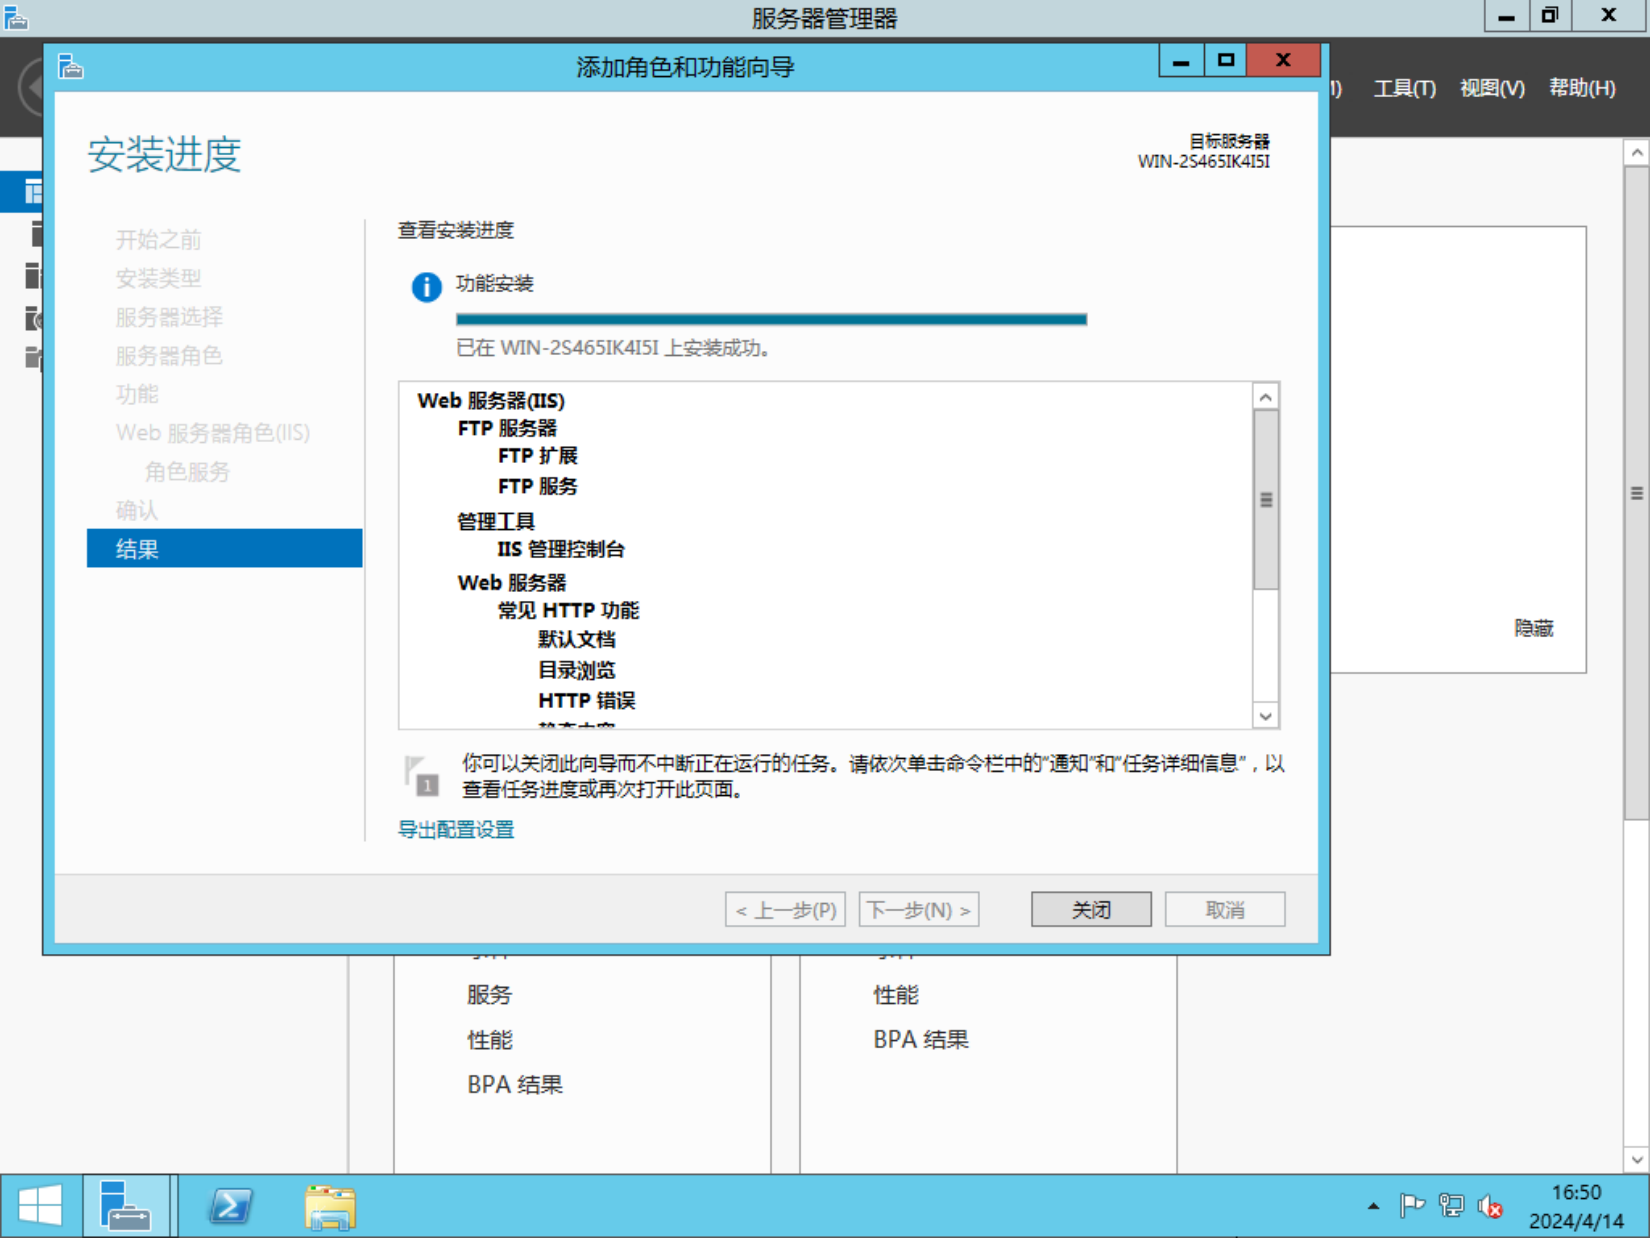 服务器管理器
添加角色和功能向导
工具(T) 视图(V) 帮助(H)
安装进度
目标服务器
WIN-2S465IK4I5I
开始之前
安装类型
服务器选择
服务器角色
功能
Web 服务器角色(IIS)
角色服务
确认
结果
查看安装进度
功能安装
已在 WIN-2S465IK4I5I 上安装成功。
Web 服务器(IIS)
FTP 服务器
FTP 扩展
FTP 服务
管理工具
IIS 管理控制台
Web 服务器
常见 HTTP 功能
默认文档
目录浏览
HTTP 错误
1
你可以关闭此向导而不中断正在运行的任务。请依次单击命令栏中的"通知"和"任务详细信息"，以
查看任务进度或再次打开此页面。
导出配置设置
< 上一步(P) 下一步(N) > 关闭 取消
隐藏
服务
性能
BPA 结果
性能
BPA 结果
16:50
2024/4/14